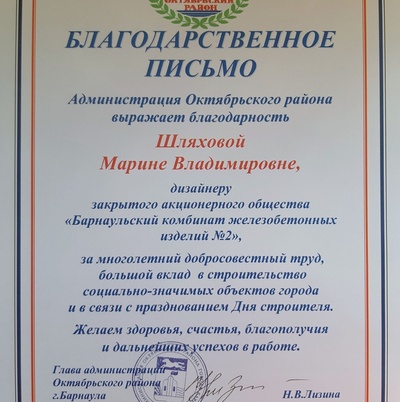 ОКТЯБРЬСКИЙ
РАЙОН
БЛАГОДАРСТВЕННОЕ
ПИСЬМО
Администрация Октябрьского района
выражает благодарность
Шляховой
Марине Владимировне,
дизайнеру
закрытого акционерного общества
«Барнаульский комбинат железобетонных
изделий №2»,
за многолетний добросовестный труд,
большой вклад в строительство
социально-значимых объектов города
и в связи с празднованием Дня строителя.
Желаем здоровья, счастья, благополучия
и дальнейших успехов в работе.
Глава администрации
Октябрьского района
г.Барнаула
Н.В.Лизина